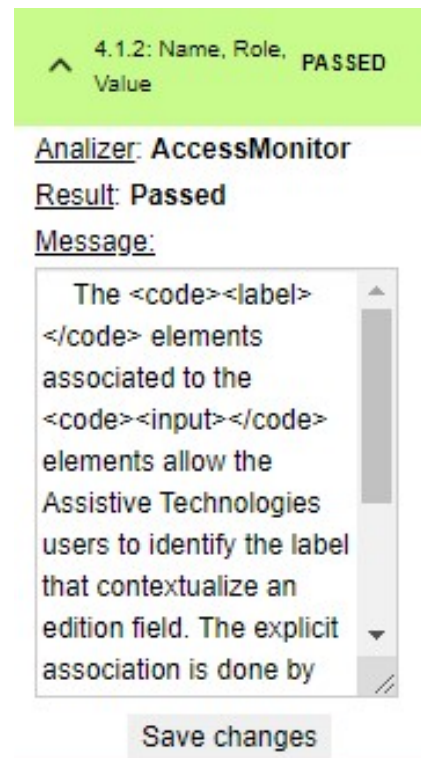 4.1.2: Name, Role, PASSED
Value
Analizer: AccessMonitor
Result: Passed
Message:
The <code><label>
</code> elements
associated to the
<code><input></code>
elements allow the
Assistive Technologies
users to identify the label
that contextualize an
edition field. The explicit
association is done by
Save changes